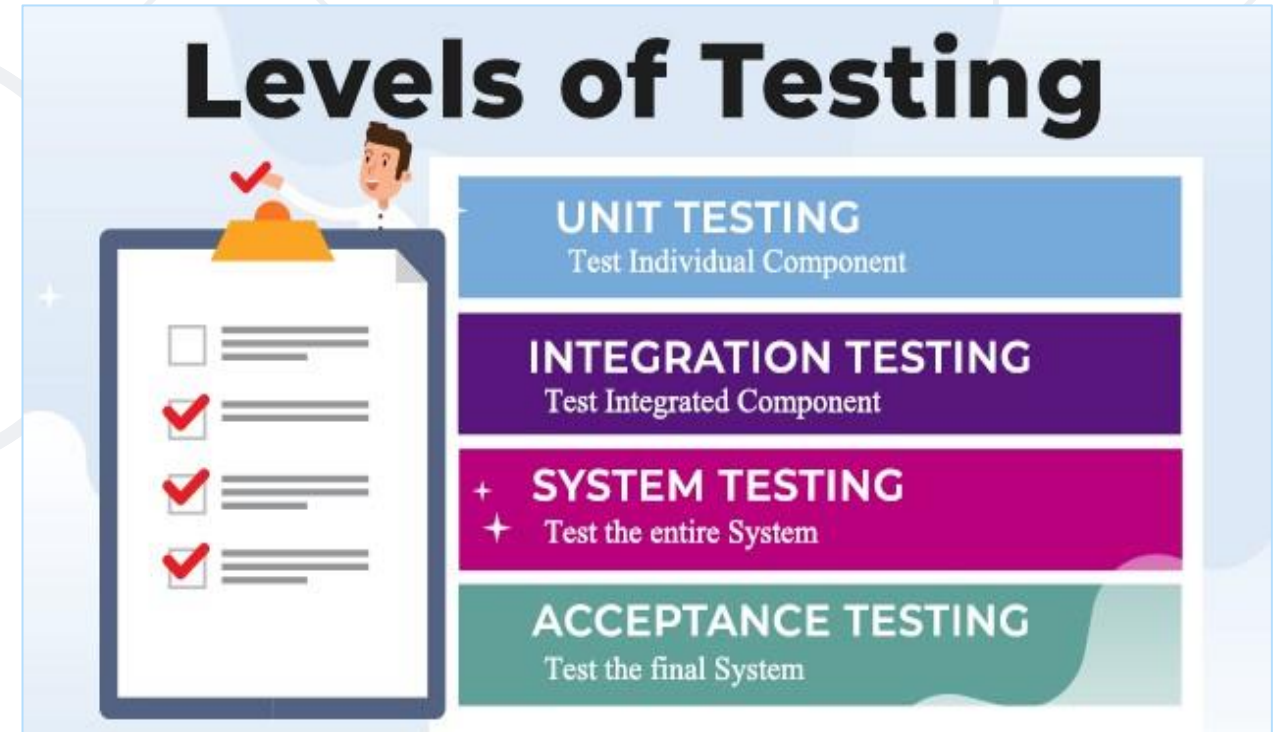 Levels of Testing
UNIT TESTING
Test Individual Component
INTEGRATION TESTING
Test Integrated Component
SYSTEM TESTING
Test the entire System
ACCEPTANCE TESTING
Test the final System